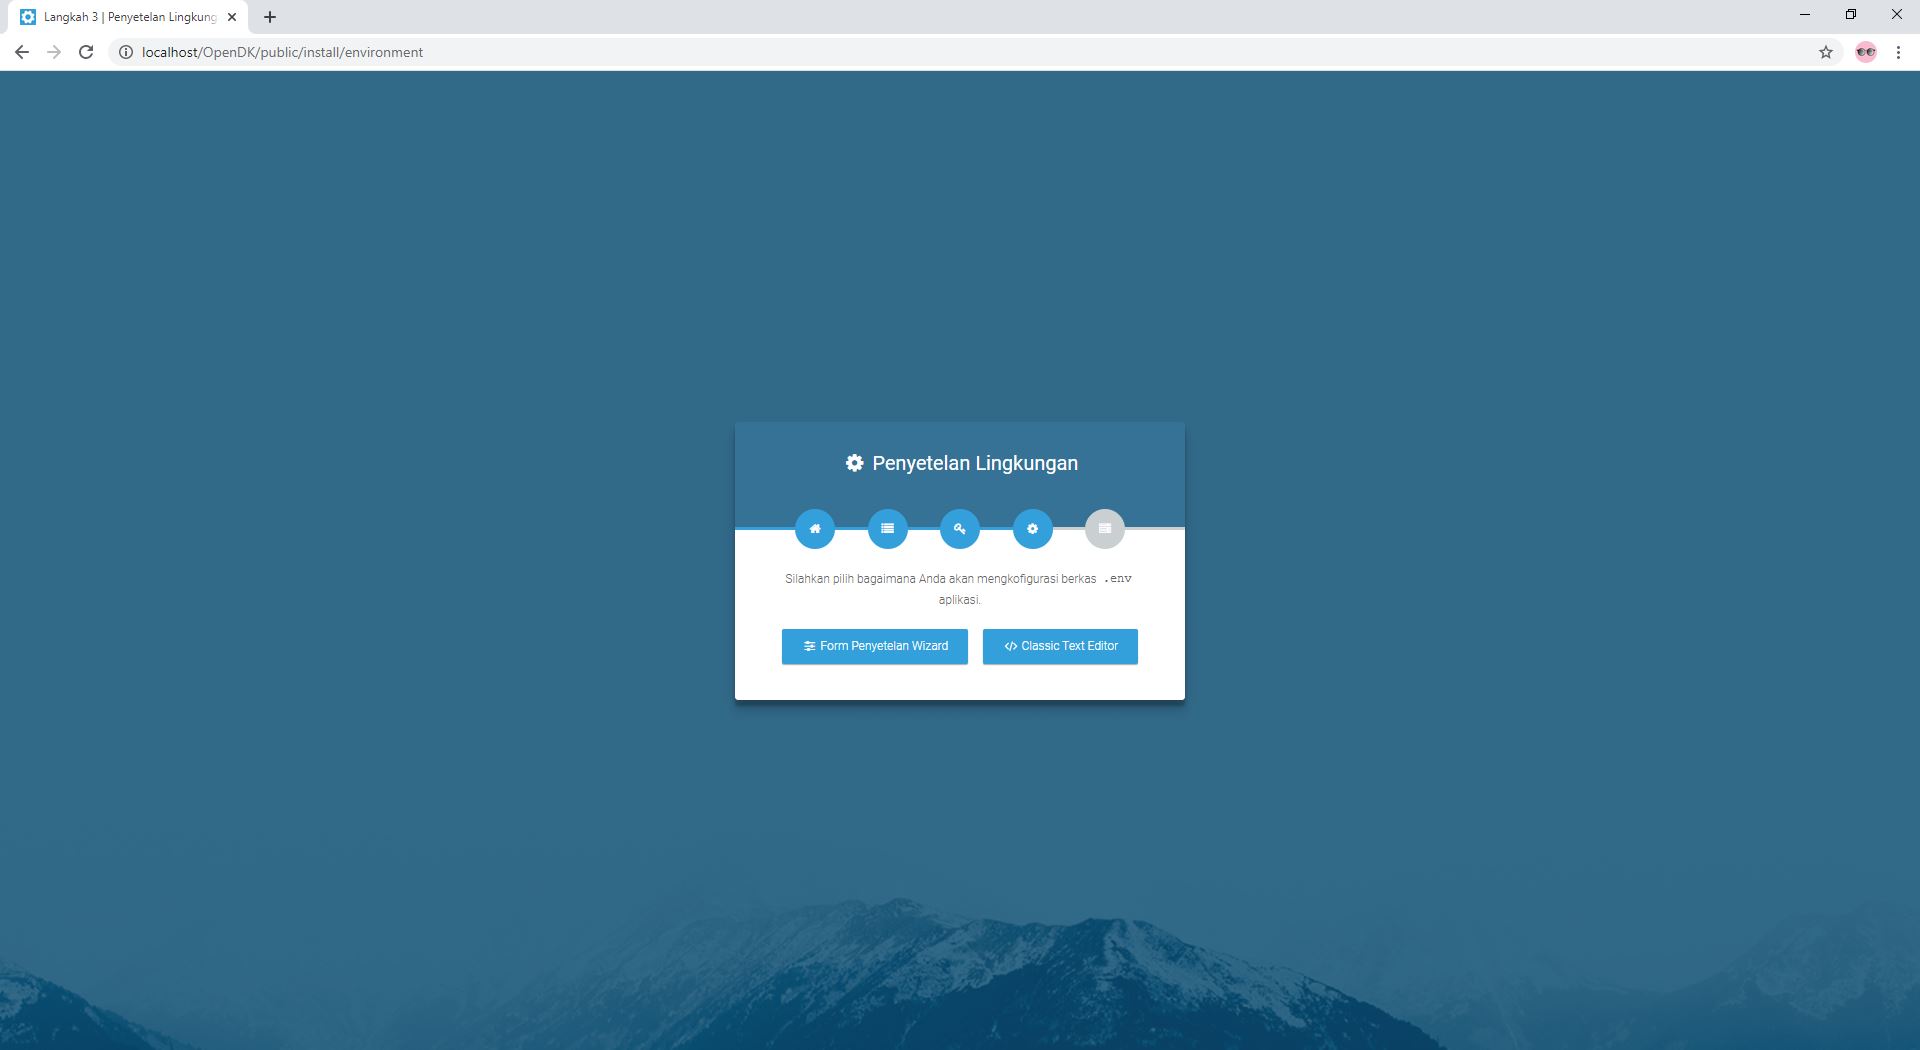 Langkah 3 | Penyetelan Lingkung
localhost/OpenDK/public/install/environment
Penyetelan Lingkungan
Silahkan pilih bagaimana Anda akan mengkofigurasi berkas .env
aplikasi.
Form Penyetelan Wizard
Classic Text Editor